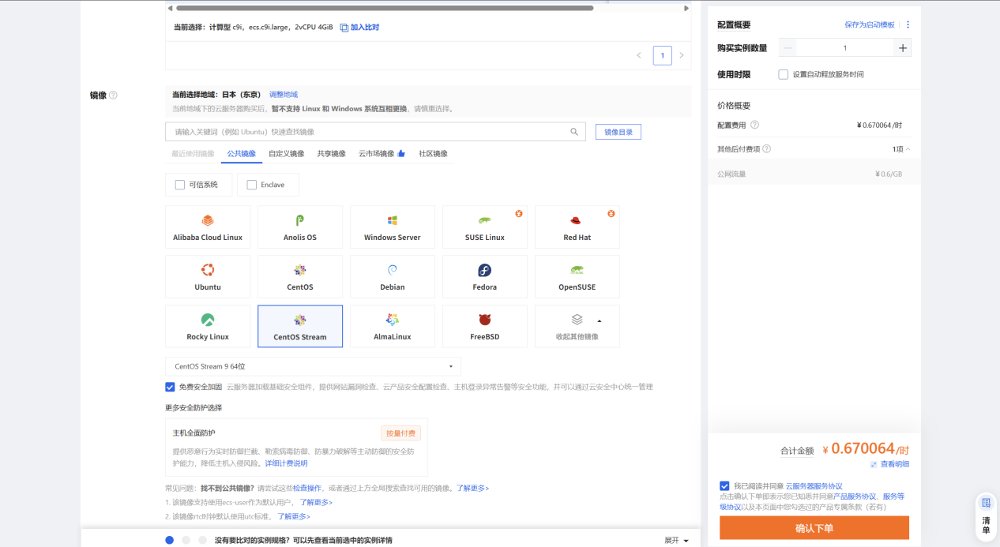 当前选择：计算型 c9i，ecs.c9i.large，2vCPU 4GiB 加入比对
1
镜像
当前选择地域：日本（东京） 调整地域
当前地域下的云服务器购买后，暂不支持 Linux 和 Windows 系统互相更换，请慎重选择。
请输入关键词（例如 Ubuntu）快速查找镜像 镜像目录
最近使用镜像 公共镜像 自定义镜像 共享镜像 云市场镜像 社区镜像
可信系统 Enclave
Alibaba Cloud Linux Anolis OS Windows Server SUSE Linux Red Hat
Ubuntu CentOS Debian Fedora OpenSUSE
Rocky Linux CentOS Stream AlmaLinux FreeBSD 收起其他镜像
CentOS Stream 9 64位
免费安全加固 云服务器加载基础安全组件，提供网站漏洞检查、云产品安全配置检查、主机登录异常告警等安全功能，并可以通过云安全中心统一管理
更多安全防护选择
主机全面防护 按量付费
提供恶意行为实时防御拦截、勒索病毒防御、防暴力破解等主动防御的安全防
护能力，降低主机入侵风险。详细计费说明
常见问题：找不到公共镜像？请尝试这些检查操作，或者通过上方全局搜索查找可用的镜像。了解更多>
1. 该镜像支持使用ecs-user作为默认用户， 了解更多>
2. 该镜像rtc时钟默认使用utc标准， 了解更多>
没有要比对的实例规格？可以先查看当前选中的实例详情 展开
配置概要 保存为启动模板
购买实例数量 1
使用时限 设置自动释放服务时间
价格概要
配置费用 ¥ 0.670064 /时
其他后付费项 1项
公网流量 ¥ 0.6/GB
合计金额 ¥ 0.670064 /时
查看明细
我已阅读并同意 云服务器服务协议
点击确认下单即表示您已知悉并同意产品服务协议、服务等
级协议以及本页面中您勾选过的产品专属条款（若有）
确认下单
清
单